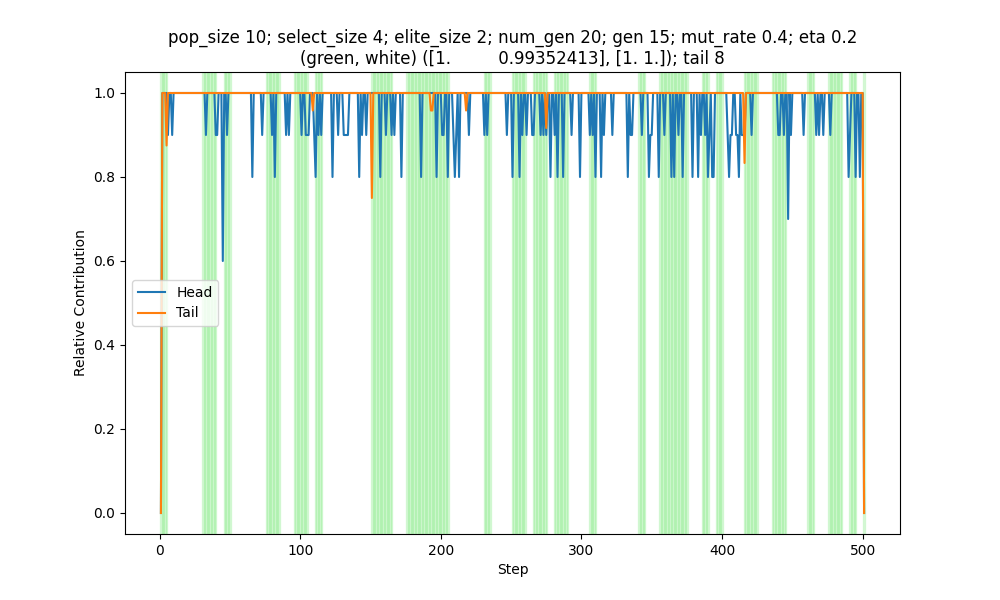 pop_size 10; select_size 4; elite_size 2; num_gen 20; gen 15; mut_rate 0.4; eta 0.2
(green, white) ([1.         0.99352413], [1. 1.]); tail 8
1.0
0.8
0.6
0.4
0.2
0.0
Relative Contribution
Head
Tail
0
100
200
300
400
500
Step